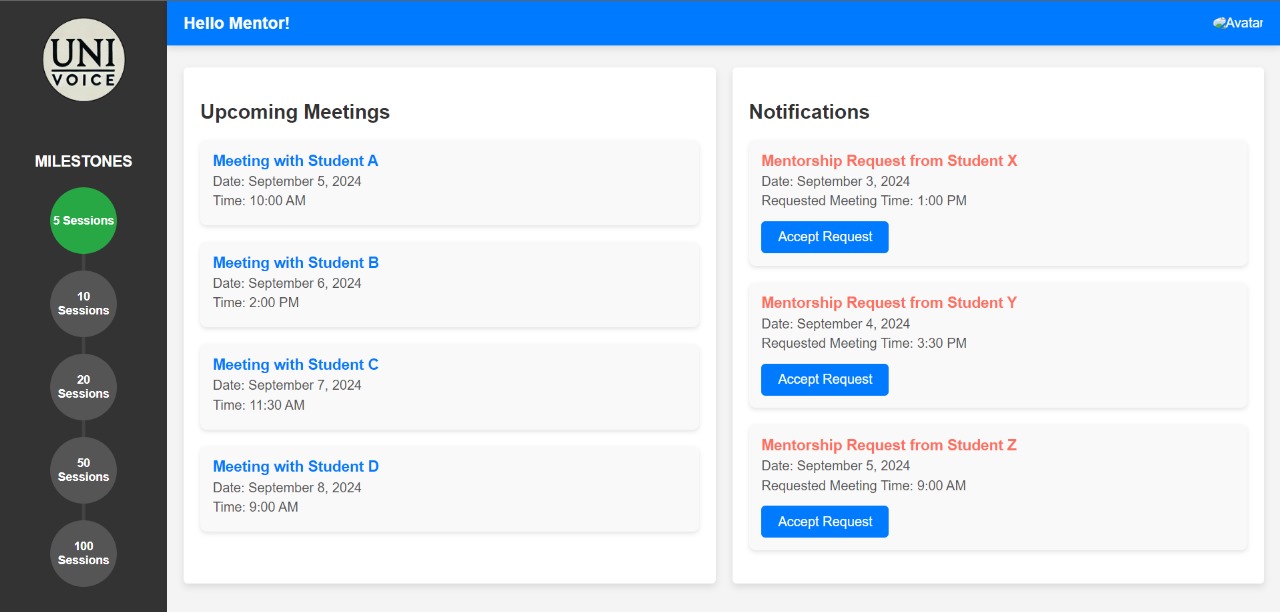 UNI
VOICE
MILESTONES
5 Sessions
10
Sessions
20
Sessions
50
Sessions
100
Sessions
Hello Mentor!
Avatar
Upcoming Meetings
Meeting with Student A
Date: September 5, 2024
Time: 10:00 AM
Meeting with Student B
Date: September 6, 2024
Time: 2:00 PM
Meeting with Student C
Date: September 7, 2024
Time: 11:30 AM
Meeting with Student D
Date: September 8, 2024
Time: 9:00 AM
Notifications
Mentorship Request from Student X
Date: September 3, 2024
Requested Meeting Time: 1:00 PM
Accept Request
Mentorship Request from Student Y
Date: September 4, 2024
Requested Meeting Time: 3:30 PM
Accept Request
Mentorship Request from Student Z
Date: September 5, 2024
Requested Meeting Time: 9:00 AM
Accept Request